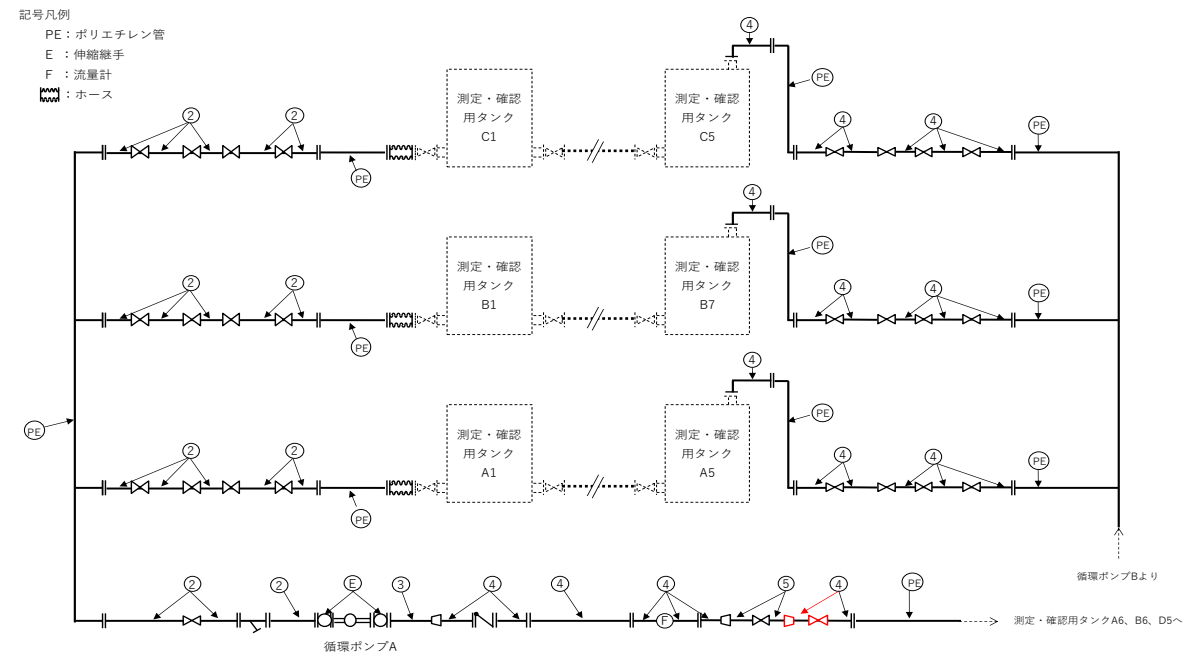 記号凡例
PE：ポリエチレン管
E ：伸縮継手
F ：流量計
：ホース
4
測定・確認
用タンク
C1
測定・確認
用タンク
C5
PE
2
2
4
4
PE
PE
4
測定・確認
用タンク
B1
測定・確認
用タンク
B7
PE
2
2
4
4
PE
PE
4
測定・確認
用タンク
A1
測定・確認
用タンク
A5
PE
PE
2
2
4
4
PE
PE
循環ポンプBより
2
2
E
3
4
4
4
5
4
PE
F
測定・確認用タンクA6、B6、D5へ
循環ポンプA